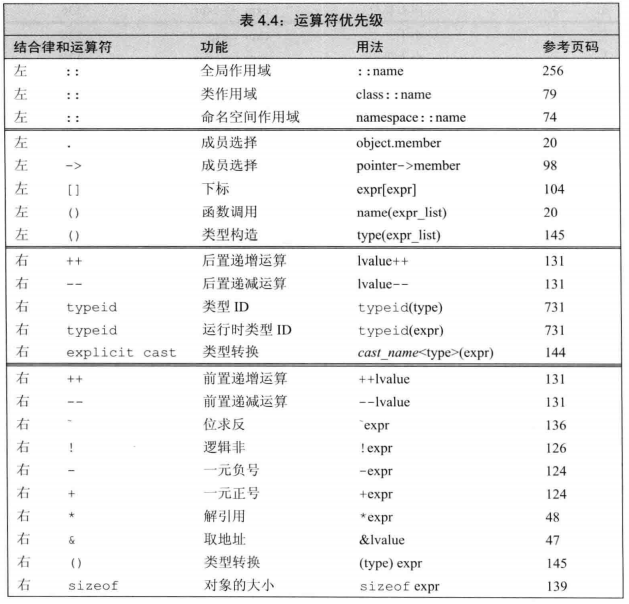 表 4.4：运算符优先级
结合律和运算符 功能 用法 参考页码
左 :: 全局作用域 ::name 256
左 :: 类作用域 class::name 79
左 :: 命名空间作用域 namespace::name 74
左 . 成员选择 object.member 20
左 -> 成员选择 pointer->member 98
左 [] 下标 expr[expr] 104
左 () 函数调用 name(expr_list) 20
左 () 类型构造 type(expr_list) 145
右 ++ 后置递增运算 lvalue++ 131
右 -- 后置递减运算 lvalue-- 131
右 typeid 类型 ID typeid(type) 731
右 typeid 运行时类型 ID typeid(expr) 731
右 explicit cast 类型转换 cast_name<type>(expr) 144
右 ++ 前置递增运算 ++lvalue 131
右 -- 前置递减运算 --lvalue 131
右 ~ 位求反 ~expr 136
右 ! 逻辑非 !expr 126
右 - 一元负号 -expr 124
右 + 一元正号 +expr 124
右 * 解引用 *expr 48
右 & 取地址 &lvalue 47
右 () 类型转换 (type) expr 145
右 sizeof 对象的大小 sizeof expr 139